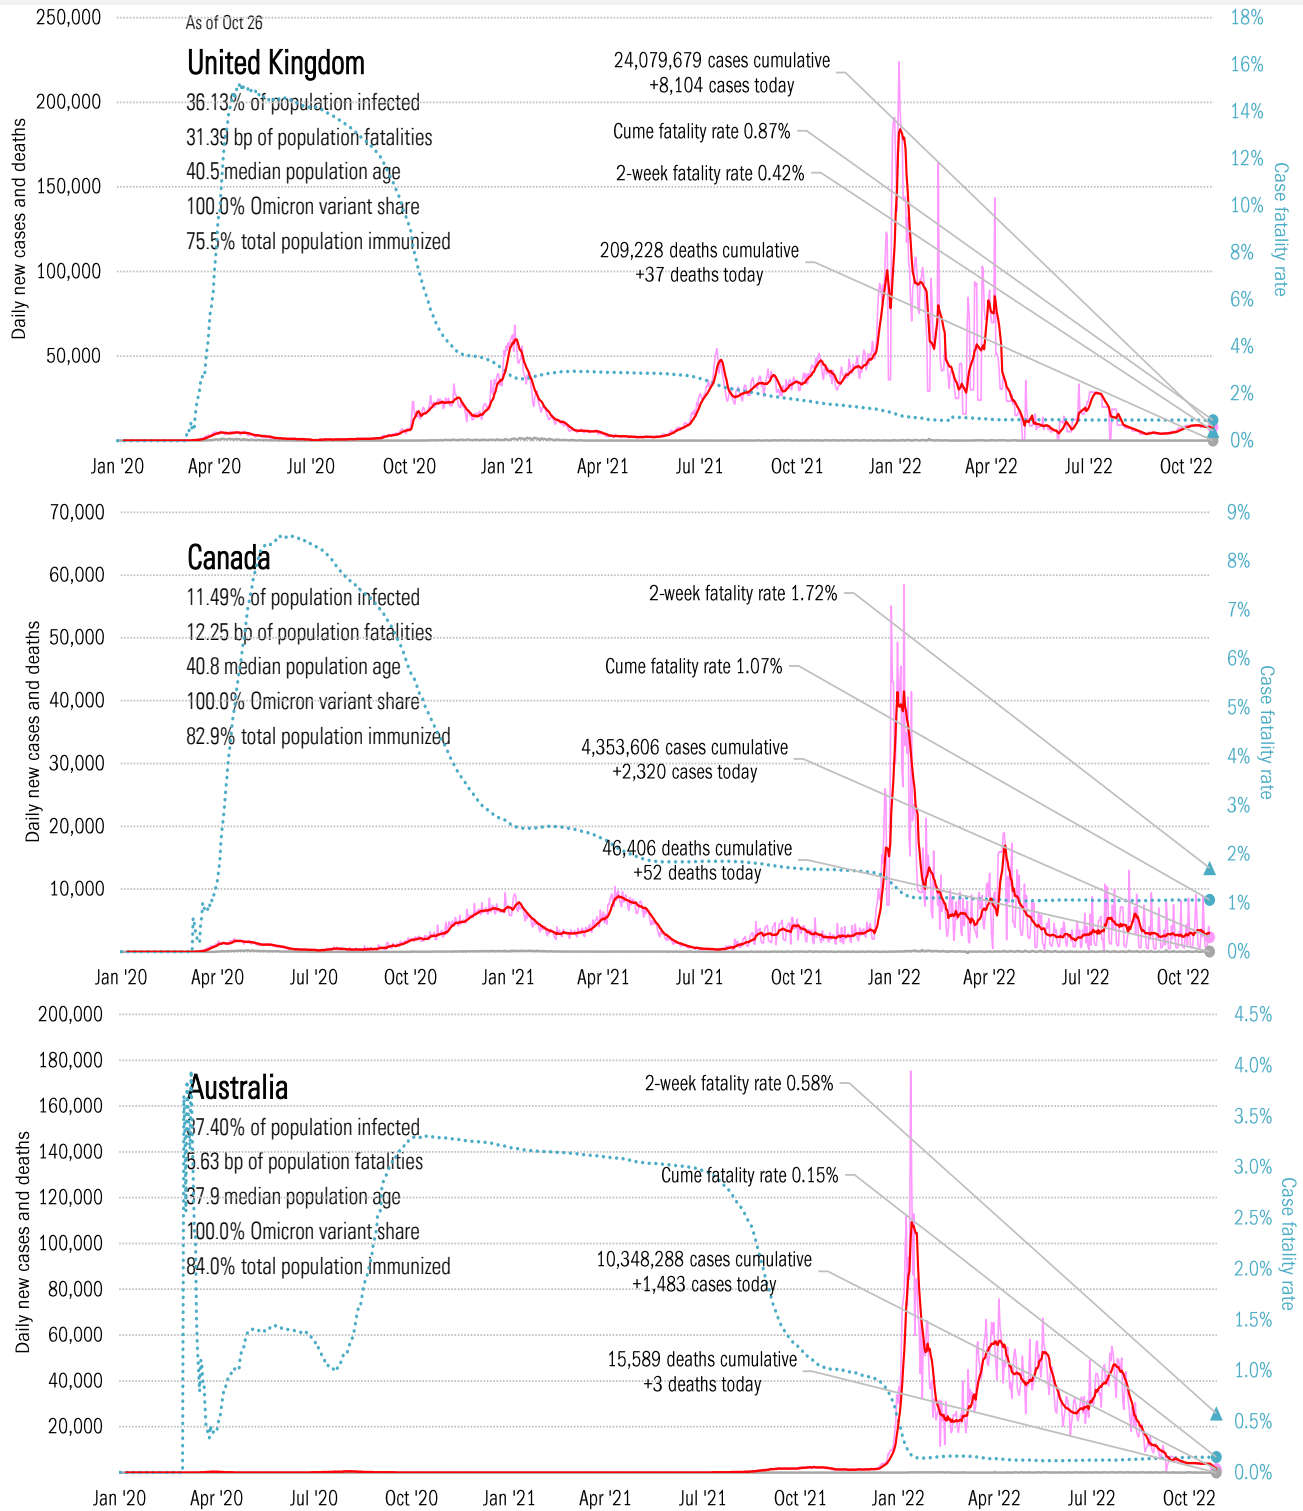 As of Oct 26
United Kingdom
36.13% of population infected
31.39 bp of population fatalities
40.5 median population age
100.0% Omicron variant share
75.5% total population immunized
24,079,679 cases cumulative
+8,104 cases today
Cume fatality rate 0.87%
2-week fatality rate 0.42%
209,228 deaths cumulative
+37 deaths today
Daily new cases and deaths
250,000
200,000
150,000
100,000
50,000
Case fatality rate
18%
16%
14%
12%
10%
8%
6%
4%
2%
0%
Jan '20 Apr '20 Jul '20 Oct '20 Jan '21 Apr '21 Jul '21 Oct '21 Jan '22 Apr '22 Jul '22 Oct '22
Canada
11.49% of population infected
12.25 bp of population fatalities
40.8 median population age
100.0% Omicron variant share
82.9% total population immunized
2-week fatality rate 1.72%
Cume fatality rate 1.07%
4,353,606 cases cumulative
+2,320 cases today
46,406 deaths cumulative
+52 deaths today
Daily new cases and deaths
70,000
60,000
50,000
40,000
30,000
20,000
10,000
Case fatality rate
9%
8%
7%
6%
5%
4%
3%
2%
1%
0%
Jan '20 Apr '20 Jul '20 Oct '20 Jan '21 Apr '21 Jul '21 Oct '21 Jan '22 Apr '22 Jul '22 Oct '22
Australia
37.40% of population infected
5.63 bp of population fatalities
37.9 median population age
100.0% Omicron variant share
84.0% total population immunized
2-week fatality rate 0.58%
Cume fatality rate 0.15%
10,348,288 cases cumulative
+1,483 cases today
15,589 deaths cumulative
+3 deaths today
Daily new cases and deaths
200,000
180,000
160,000
140,000
120,000
100,000
80,000
60,000
40,000
20,000
Case fatality rate
4.5%
4.0%
3.5%
3.0%
2.5%
2.0%
1.5%
1.0%
0.5%
0.0%
Jan '20 Apr '20 Jul '20 Oct '20 Jan '21 Apr '21 Jul '21 Oct '21 Jan '22 Apr '22 Jul '22 Oct '22